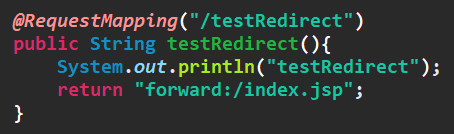 @RequestMapping("/testRedirect")
public String testRedirect(){
    System.out.println("testRedirect");
    return "forward:/index.jsp";
}